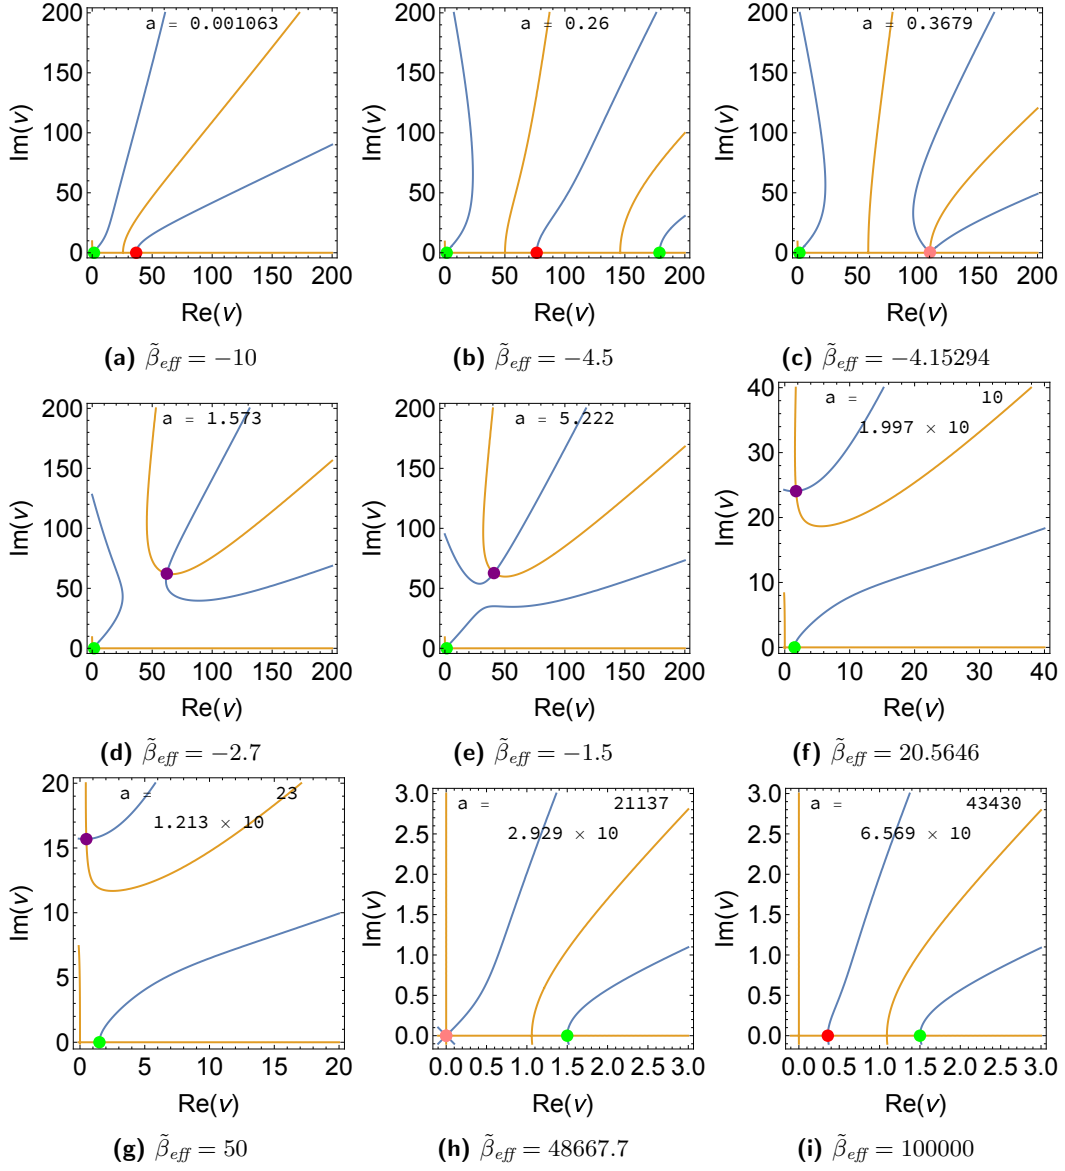 a = 0.001063
200
150
100
50
0
Im(v)
0 50 100 150 200
Re(v)
(a) β̃eff = −10
a = 0.26
200
150
100
50
0
Im(v)
0 50 100 150 200
Re(v)
(b) β̃eff = −4.5
a = 0.3679
200
150
100
50
0
Im(v)
0 50 100 150 200
Re(v)
(c) β̃eff = −4.15294
a = 1.573
200
150
100
50
0
Im(v)
0 50 100 150 200
Re(v)
(d) β̃eff = −2.7
a = 5.222
200
150
100
50
0
Im(v)
0 50 100 150 200
Re(v)
(e) β̃eff = −1.5
a = 10
1.997 × 10
40
30
20
10
0
Im(v)
0 10 20 30 40
Re(v)
(f) β̃eff = 20.5646
a = 23
1.213 × 10
20
15
10
5
0
Im(v)
0 5 10 15 20
Re(v)
(g) β̃eff = 50
a = 21137
2.929 × 10
3.0
2.5
2.0
1.5
1.0
0.5
0.0
Im(v)
0.0 0.5 1.0 1.5 2.0 2.5 3.0
Re(v)
(h) β̃eff = 48667.7
a = 43430
6.569 × 10
3.0
2.5
2.0
1.5
1.0
0.5
0.0
Im(v)
0.0 0.5 1.0 1.5 2.0 2.5 3.0
Re(v)
(i) β̃eff = 100000